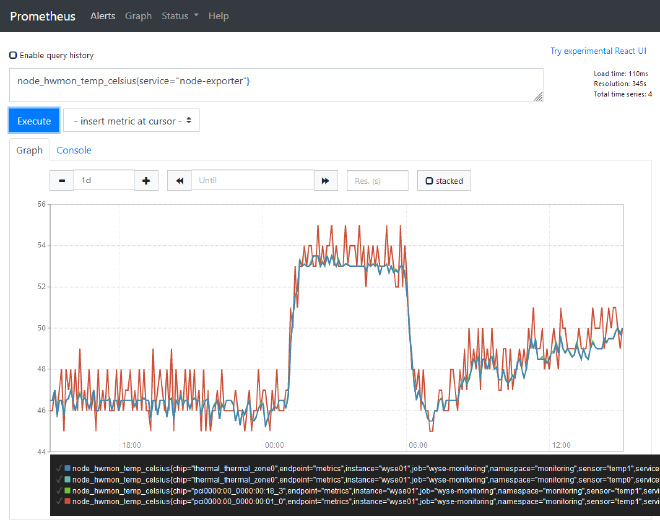 Prometheus Alerts Graph Status Help
Enable query history
Try experimental React UI
node_hwmon_temp_celsius{service="node-exporter"}
Load time: 110ms
Resolution: 345s
Total time series: 4
Execute
- insert metric at cursor -
Graph Console
1d Until Res. (s) stacked
56
54
52
50
48
46
44
18:00 00:00 06:00 12:00
node_hwmon_temp_celsius{chip="thermal_thermal_zone0",endpoint="metrics",instance="wyse01",job="wyse-monitoring",namespace="monitoring",sensor="temp1",service
node_hwmon_temp_celsius{chip="thermal_thermal_zone0",endpoint="metrics",instance="wyse01",job="wyse-monitoring",namespace="monitoring",sensor="temp0",service
node_hwmon_temp_celsius{chip="pci0000:00_0000:00:18_3",endpoint="metrics",instance="wyse01",job="wyse-monitoring",namespace="monitoring",sensor="temp1",servic
node_hwmon_temp_celsius{chip="pci0000:00_0000:00:01_0",endpoint="metrics",instance="wyse01",job="wyse-monitoring",namespace="monitoring",sensor="temp1",servic